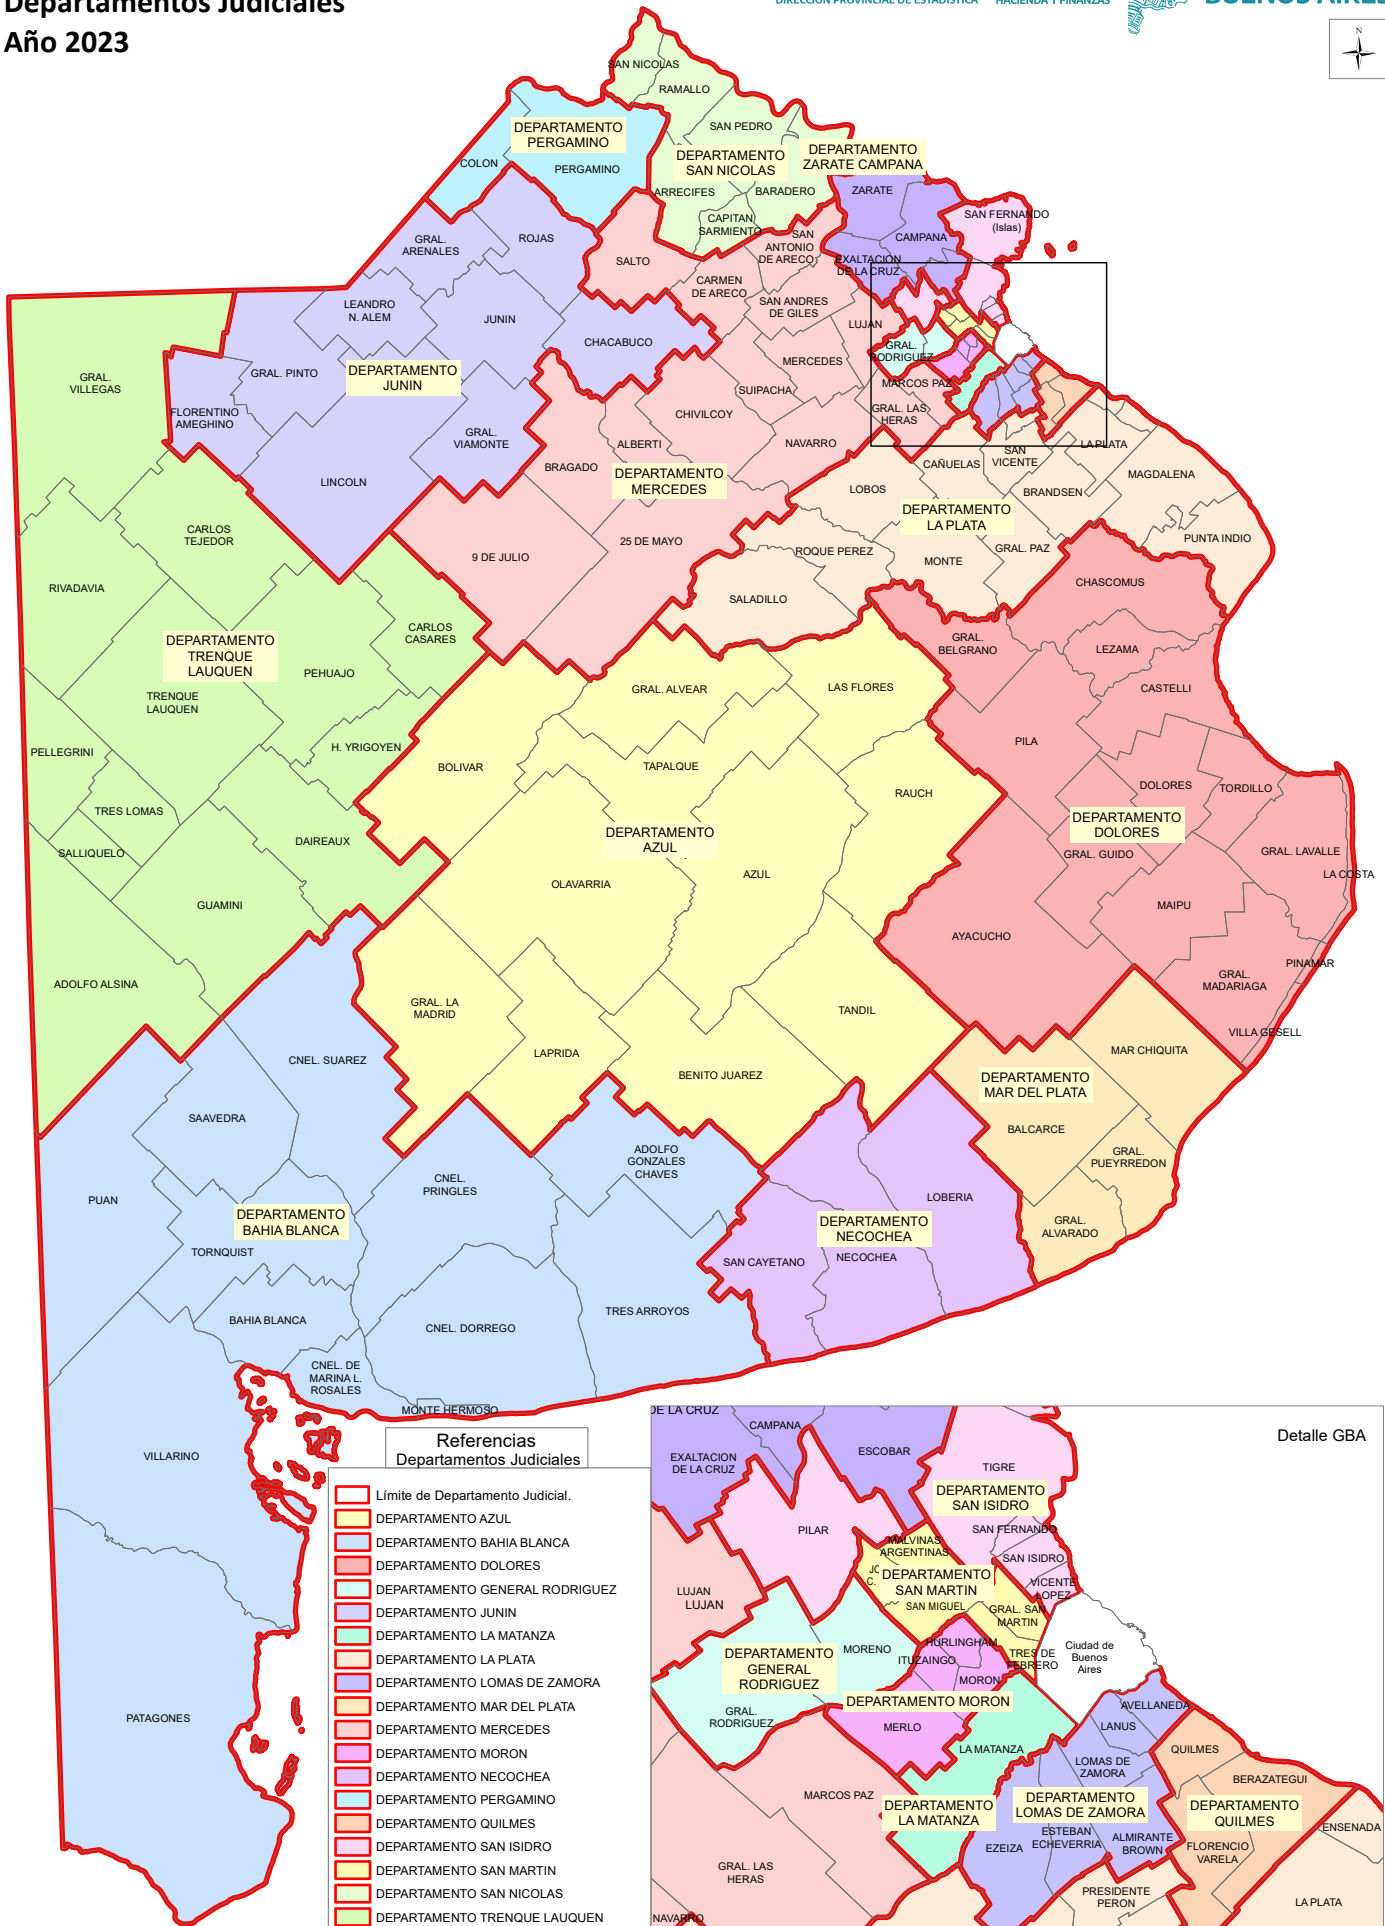 Departamentos Judiciales
Año 2023
DIRECCIÓN PROVINCIAL DE ESTADÍSTICA
HACIENDA Y FINANZAS
BUENOS AIRES
N
SAN NICOLAS
RAMALLO
SAN PEDRO
DEPARTAMENTO
PERGAMINO
COLON
PERGAMINO
DEPARTAMENTO
SAN NICOLAS
ARRECIFES
BARADERO
CAPITAN
SARMIENTO
DEPARTAMENTO
ZARATE CAMPANA
ZARATE
CAMPANA
SAN FERNANDO
(Islas)
EXALTACION
DE LA CRUZ
GRAL.
ARENALES
ROJAS
SALTO
SAN
ANTONIO
DE ARECO
CARMEN
DE ARECO
SAN ANDRES
DE GILES
LUJAN
LEANDRO
N. ALEM
JUNIN
CHACABUCO
MERCEDES
GRAL.
RODRIGUEZ
GRAL.
VILLEGAS
GRAL. PINTO
DEPARTAMENTO
JUNIN
SUIPACHA
MARCOS PAZ
FLORENTINO
AMEGHINO
GRAL.
VIAMONTE
CHIVILCOY
ALBERTI
NAVARRO
GRAL. LAS
HERAS
LINCOLN
BRAGADO
DEPARTAMENTO
MERCEDES
LOBOS
CAÑUELAS
SAN
VICENTE
LA PLATA
BRANDSEN
MAGDALENA
DEPARTAMENTO
LA PLATA
CARLOS
TEJEDOR
9 DE JULIO
25 DE MAYO
ROQUE PEREZ
MONTE
GRAL. PAZ
PUNTA INDIO
RIVADAVIA
SALADILLO
CHASCOMUS
CARLOS
CASARES
GRAL.
BELGRANO
LEZAMA
DEPARTAMENTO
TRENQUE
LAUQUEN
PEHUAJO
TRENQUE
LAUQUEN
GRAL. ALVEAR
LAS FLORES
CASTELLI
PELLEGRINI
H. YRIGOYEN
BOLIVAR
TAPALQUE
PILA
RAUCH
DOLORES
TORDILLO
TRES LOMAS
DAIREAUX
DEPARTAMENTO
AZUL
DEPARTAMENTO
DOLORES
SALLIQUELO
GRAL. GUIDO
GRAL. LAVALLE
LA COSTA
OLAVARRIA
AZUL
GUAMINI
MAIPU
AYACUCHO
PINAMAR
ADOLFO ALSINA
GRAL.
MADARIAGA
GRAL. LA
MADRID
TANDIL
VILLA GESELL
CNEL. SUAREZ
LAPRIDA
BENITO JUAREZ
MAR CHIQUITA
DEPARTAMENTO
MAR DEL PLATA
SAAVEDRA
BALCARCE
ADOLFO
GONZALES
CHAVES
GRAL.
PUEYRREDON
PUAN
CNEL.
PRINGLES
LOBERIA
DEPARTAMENTO
BAHIA BLANCA
DEPARTAMENTO
NECOCHEA
GRAL.
ALVARADO
TORNQUIST
SAN CAYETANO
NECOCHEA
BAHIA BLANCA
CNEL. DORREGO
TRES ARROYOS
CNEL. DE
MARINA L.
ROSALES
MONTE HERMOSO
VILLARINO
PATAGONES
Referencias
Departamentos Judiciales
Límite de Departamento Judicial.
DEPARTAMENTO AZUL
DEPARTAMENTO BAHIA BLANCA
DEPARTAMENTO DOLORES
DEPARTAMENTO GENERAL RODRIGUEZ
DEPARTAMENTO JUNIN
DEPARTAMENTO LA MATANZA
DEPARTAMENTO LA PLATA
DEPARTAMENTO LOMAS DE ZAMORA
DEPARTAMENTO MAR DEL PLATA
DEPARTAMENTO MERCEDES
DEPARTAMENTO MORON
DEPARTAMENTO NECOCHEA
DEPARTAMENTO PERGAMINO
DEPARTAMENTO QUILMES
DEPARTAMENTO SAN ISIDRO
DEPARTAMENTO SAN MARTIN
DEPARTAMENTO SAN NICOLAS
DEPARTAMENTO TRENQUE LAUQUEN
Detalle GBA
DE LA CRUZ
CAMPANA
EXALTACION
DE LA CRUZ
ESCOBAR
TIGRE
DEPARTAMENTO
SAN ISIDRO
PILAR
SAN FERNANDO
MALVINAS
ARGENTINAS
SAN ISIDRO
JO
C.
DEPARTAMENTO
SAN MARTIN
VICENTE
LOPEZ
LUJAN
LUJAN
SAN MIGUEL
GRAL. SAN
MARTIN
MORENO
HURLINGHAM
ITUZAINGO
TRES DE
FEBRERO
Ciudad de
Buenos
Aires
DEPARTAMENTO
GENERAL
RODRIGUEZ
MORON
DEPARTAMENTO MORON
GRAL.
RODRIGUEZ
MERLO
AVELLANEDA
LANUS
LA MATANZA
QUILMES
LOMAS DE
ZAMORA
BERAZATEGUI
MARCOS PAZ
DEPARTAMENTO
LA MATANZA
DEPARTAMENTO
LOMAS DE ZAMORA
DEPARTAMENTO
QUILMES
ENSENADA
EZEIZA
ESTEBAN
ECHEVERRIA
ALMIRANTE
BROWN
FLORENCIO
VARELA
GRAL. LAS
HERAS
PRESIDENTE
PERON
LA PLATA
NAVARRO